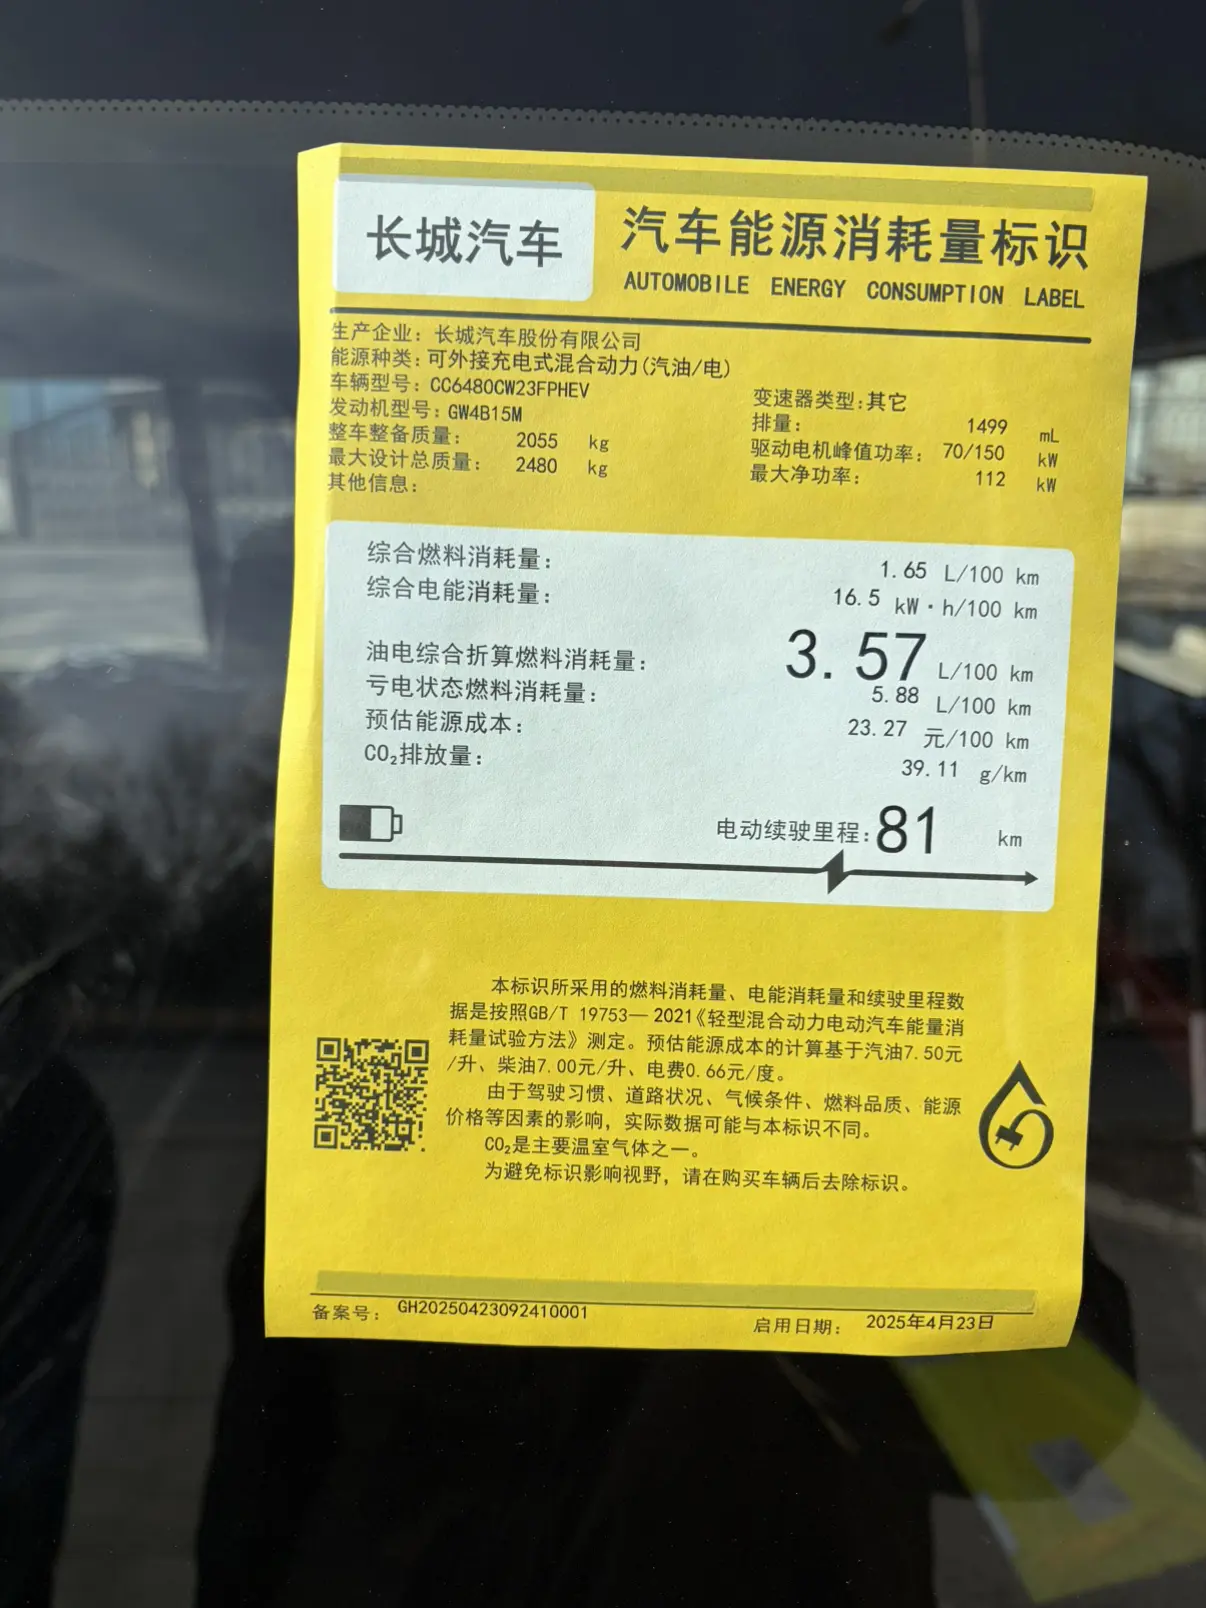 长城汽车
汽车能源消耗量标识
AUTOMOBILE ENERGY CONSUMPTION LABEL
生产企业：长城汽车股份有限公司
能源种类：可外接充电式混合动力(汽油/电)
车辆型号：CC6480CW23FPHEV
变速器类型:其它
发动机型号：GW4B15M
排量： 1499 mL
整车整备质量： 2055 kg
驱动电机峰值功率： 70/150 kW
最大设计总质量： 2480 kg
最大净功率： 112 kW
其他信息：
综合燃料消耗量： 1.65 L/100 km
综合电能消耗量： 16.5 kW·h/100 km
油电综合折算燃料消耗量： 3.57 L/100 km
亏电状态燃料消耗量： 5.88 L/100 km
预估能源成本： 23.27 元/100 km
CO₂排放量： 39.11 g/km
电动续驶里程: 81 km
本标识所采用的燃料消耗量、电能消耗量和续驶里程数
据是按照GB/T 19753—2021《轻型混合动力电动汽车能量消
耗量试验方法》测定。预估能源成本的计算基于汽油7.50元
/升、柴油7.00元/升、电费0.66元/度。
由于驾驶习惯、道路状况、气候条件、燃料品质、能源
价格等因素的影响，实际数据可能与本标识不同。
CO₂是主要温室气体之一。
为避免标识影响视野，请在购买车辆后去除标识。
备案号： GH20250423092410001
启用日期： 2025年4月23日